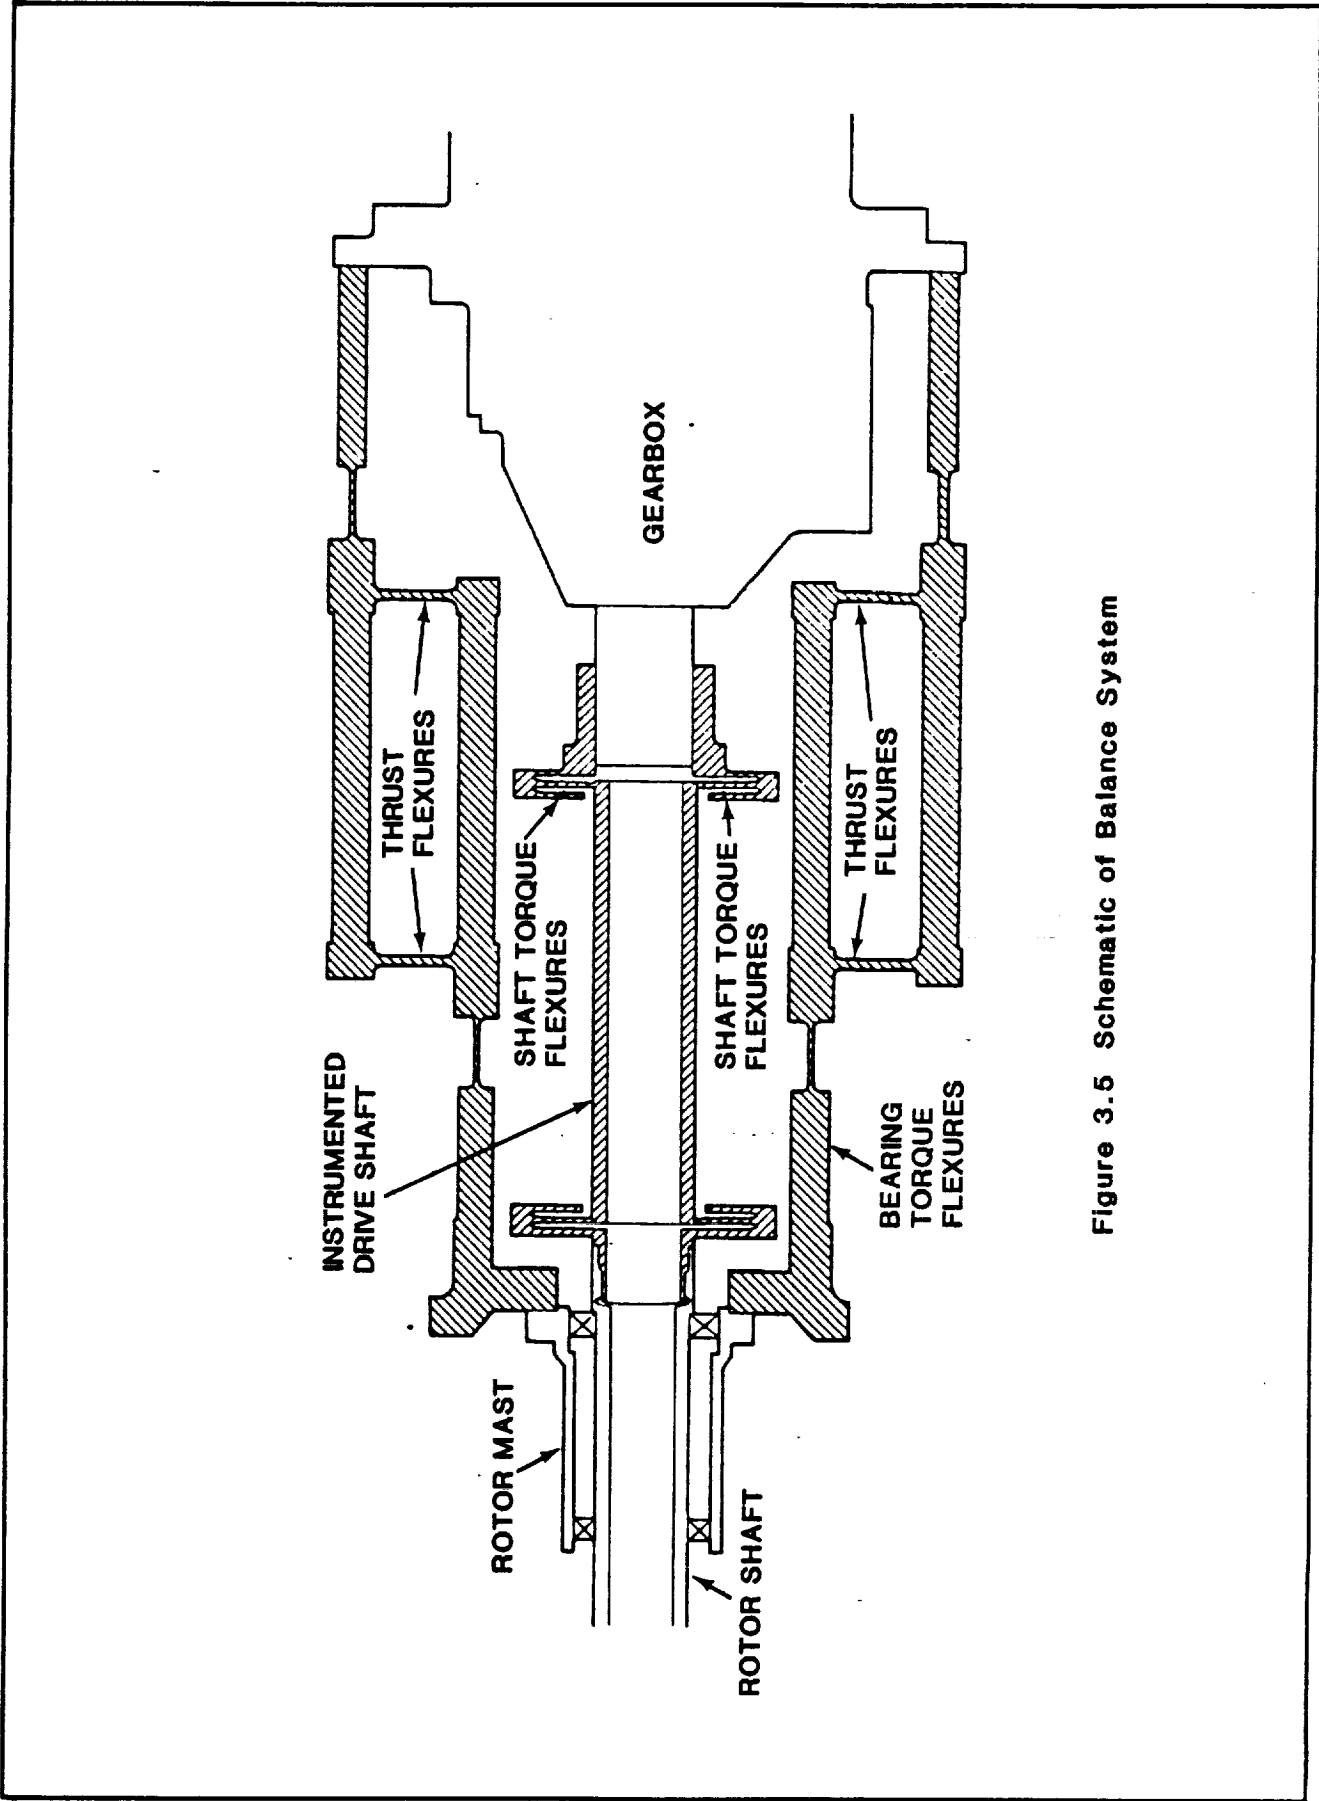 INSTRUMENTED
DRIVE SHAFT
THRUST
FLEXURES
ROTOR MAST
SHAFT TORQUE
FLEXURES
GEARBOX
SHAFT TORQUE
FLEXURES
ROTOR SHAFT
THRUST
FLEXURES
BEARING
TORQUE
FLEXURES
Figure 3.5 Schematic of Balance System